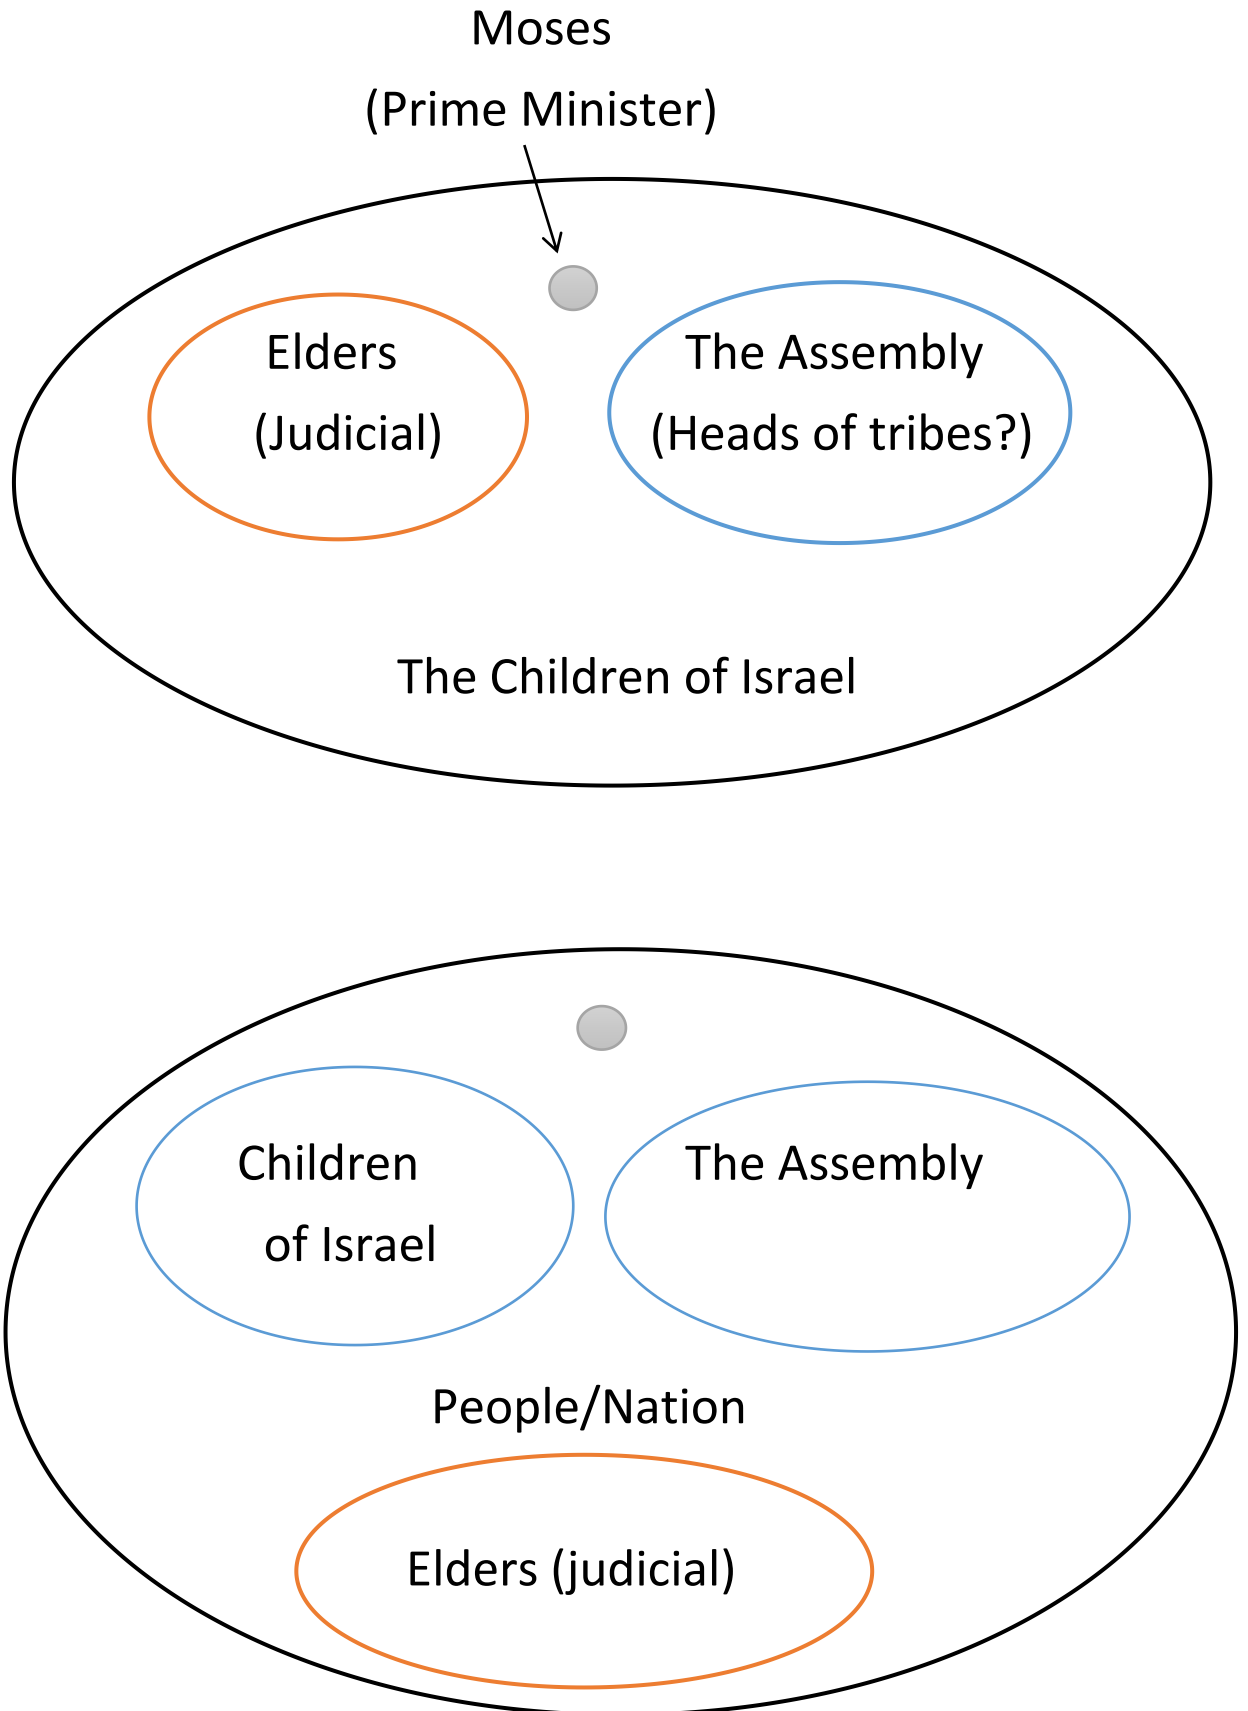 Moses
(Prime Minister)
Elders
(Judicial)
The Assembly
(Heads of tribes?)
The Children of Israel
Children
of Israel
The Assembly
People/Nation
Elders (judicial)